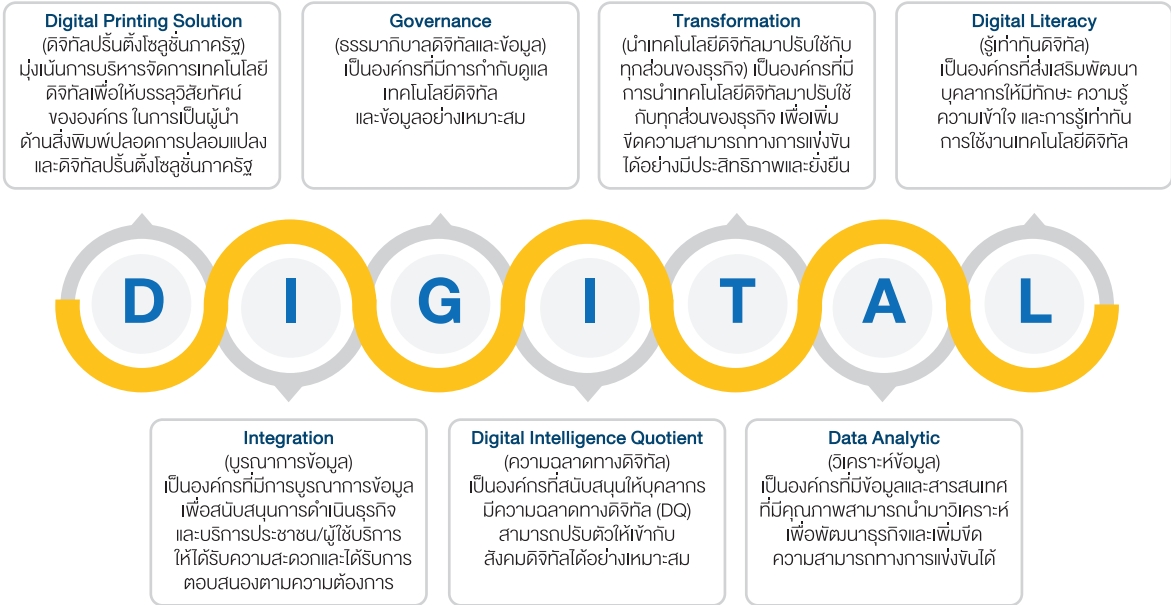 Digital Printing Solution
(ดิจิทัลปริ้นติ้งโซลูชั่นภาครัฐ)
มุ่งเน้นการบริหารจัดการเทคโนโลยี
ดิจิทัลเพื่อให้บรรลุวิสัยทัศน์
ขององค์กร ในการเป็นผู้นำ
ด้านสิ่งพิมพ์ปลอดการปลอมแปลง
และดิจิทัลปริ้นติ้งโซลูชั่นภาครัฐ
Governance
(ธรรมาภิบาลดิจิทัลและข้อมูล)
เป็นองค์กรที่มีการกำกับดูแล
เทคโนโลยีดิจิทัล
และข้อมูลอย่างเหมาะสม
Transformation
(นำเทคโนโลยีดิจิทัลมาปรับใช้กับ
ทุกส่วนของธุรกิจ) เป็นองค์กรที่มี
การนำเทคโนโลยีดิจิทัลมาปรับใช้
กับทุกส่วนของธุรกิจ เพื่อเพิ่ม
ขีดความสามารถทางการแข่งขัน
ได้อย่างมีประสิทธิภาพและยั่งยืน
Digital Literacy
(รู้เท่าทันดิจิทัล)
เป็นองค์กรที่ส่งเสริมพัฒนา
บุคลากรให้มีทักษะ ความรู้
ความเข้าใจ และการรู้เท่าทัน
การใช้งานเทคโนโลยีดิจิทัล
D I G I T A L
Integration
(บูรณาการข้อมูล)
เป็นองค์กรที่มีการบูรณาการข้อมูล
เพื่อสนับสนุนการดำเนินธุรกิจ
และบริการประชาชน/ผู้ใช้บริการ
ให้ได้รับความสะดวกและได้รับการ
ตอบสนองตามความต้องการ
Digital Intelligence Quotient
(ความฉลาดทางดิจิทัล)
เป็นองค์กรที่สนับสนุนให้บุคลากร
มีความฉลาดทางดิจิทัล (DQ)
สามารถปรับตัวให้เข้ากับ
สังคมดิจิทัลได้อย่างเหมาะสม
Data Analytic
(วิเคราะห์ข้อมูล)
เป็นองค์กรที่มีข้อมูลและสารสนเทศ
ที่มีคุณภาพสามารถนำมาวิเคราะห์
เพื่อพัฒนาธุรกิจและเพิ่มขีด
ความสามารถทางการแข่งขันได้